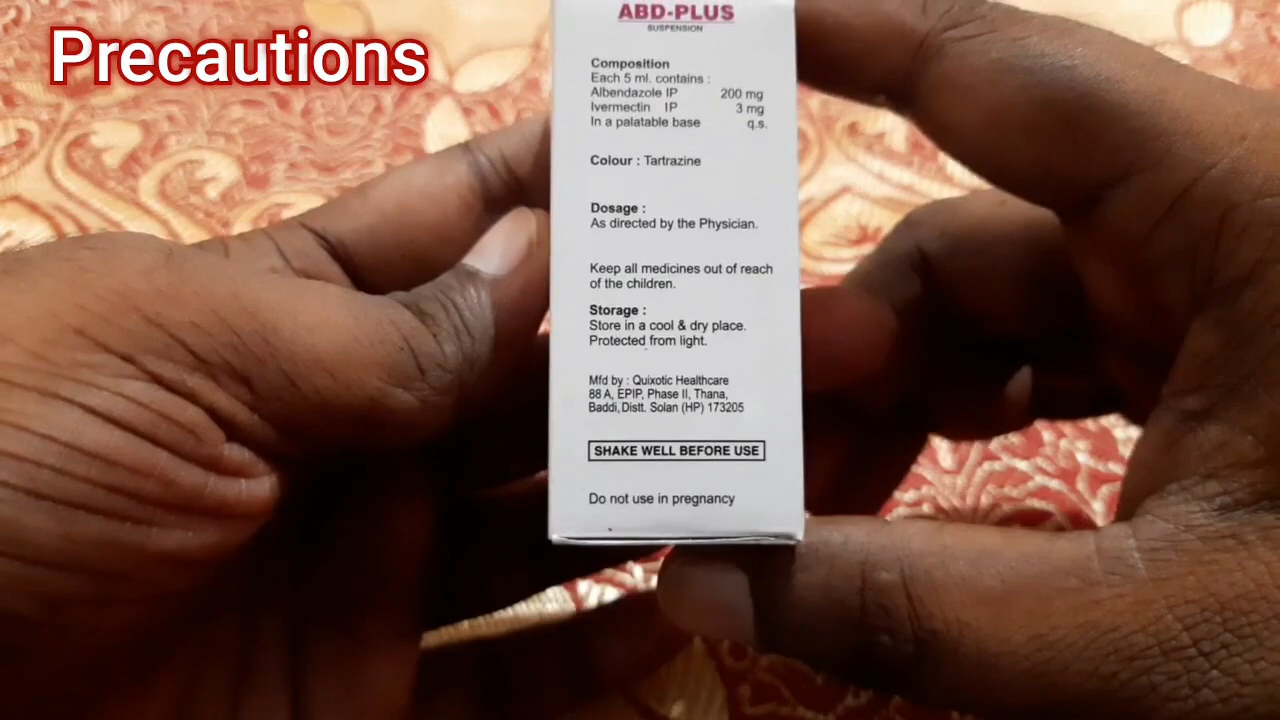 Precautions
ABD-PLUS
SUSPENSION
Composition
Each 5 ml. contains :
Albendazole IP 200 mg
Ivermectin IP 3 mg
In a palatable base q.s.
Colour : Tartrazine
Dosage :
As directed by the Physician.
Keep all medicines out of reach
of the children.
Storage :
Store in a cool & dry place.
Protected from light.
Mfd by : Quixotic Healthcare
88 A, EPIP, Phase II, Thana,
Baddi, Distt. Solan (HP) 173205
SHAKE WELL BEFORE USE
Do not use in pregnancy